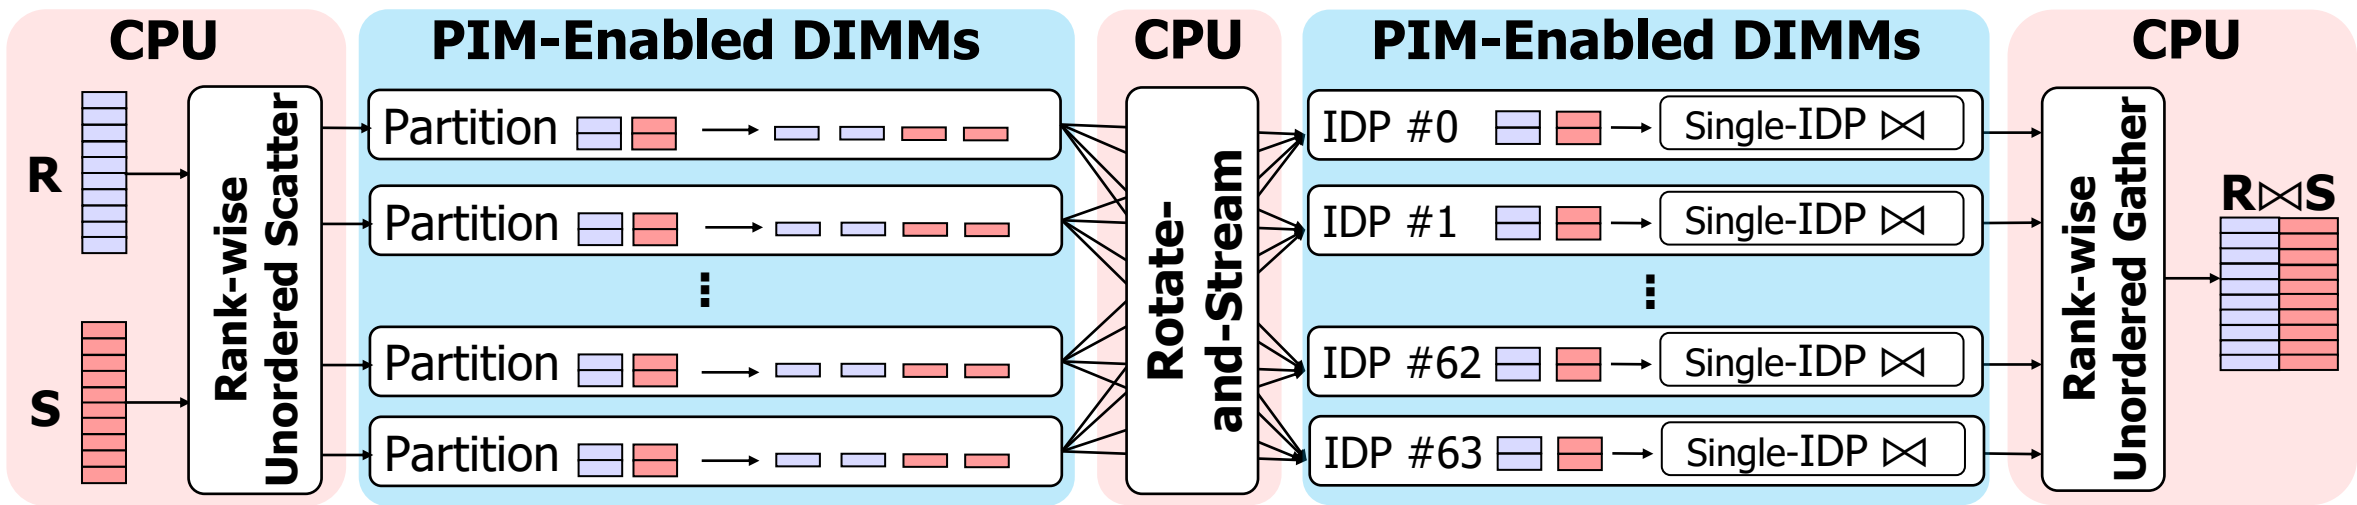 CPU
PIM-Enabled DIMMs
CPU
PIM-Enabled DIMMs
CPU
R
S
Rank-wise
Unordered Scatter
Partition
Partition
...
Partition
Partition
Rotate-
and-Stream
IDP #0
Single-IDP ⋈
IDP #1
Single-IDP ⋈
...
IDP #62
Single-IDP ⋈
IDP #63
Single-IDP ⋈
Rank-wise
Unordered Gather
R⋈S